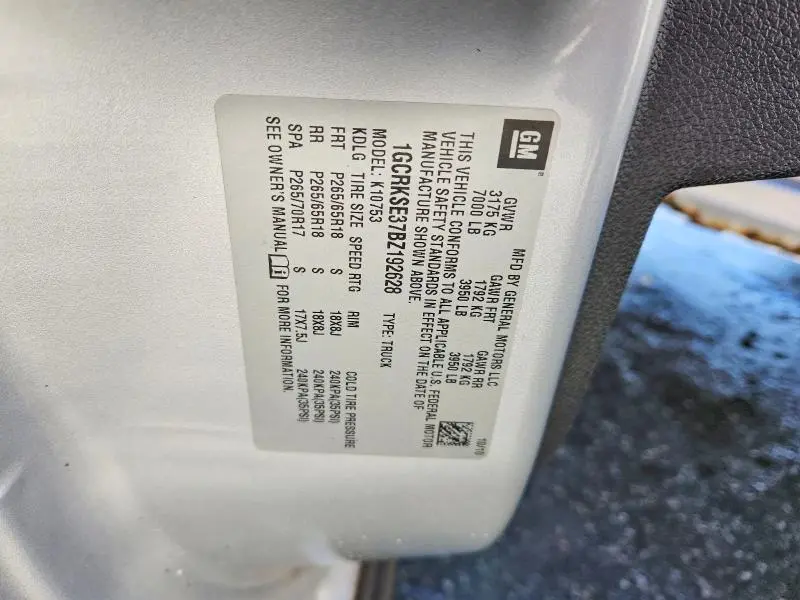 GM
MFD BY GENERAL MOTORS LLC 10/10
GVWR GAWR FRT GAWR RR
3175 KG 1792 KG 1792 KG
7000 LB 3950 LB 3950 LB
THIS VEHICLE CONFORMS TO ALL APPLICABLE U.S. FEDERAL MOTOR
VEHICLE SAFETY STANDARDS IN EFFECT ON THE DATE OF
MANUFACTURE SHOWN ABOVE.
1GCRKSE37BZ192628 TYPE: TRUCK
MODEL: K10753
KDLG TIRE SIZE SPEED RTG RIM COLD TIRE PRESSURE
FRT P265/65R18 S 18X8J 240KPA(35PSI)
RR P265/65R18 S 18X8J 240KPA(35PSI)
SPA P265/70R17 S 17X7.5J 240KPA(35PSI)
SEE OWNER'S MANUAL i FOR MORE INFORMATION.